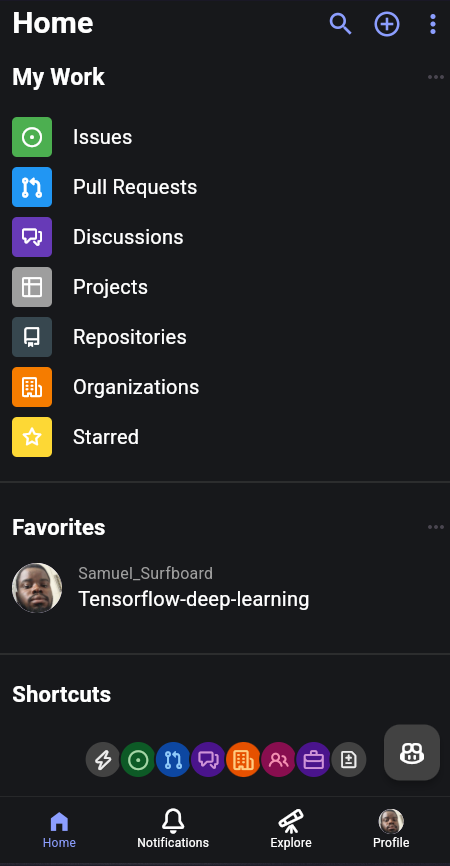 Home
My Work
Issues
Pull Requests
Discussions
Projects
Repositories
Organizations
Starred
Favorites
Samuel_Surfboard
Tensorflow-deep-learning
Shortcuts
Home Notifications Explore Profile